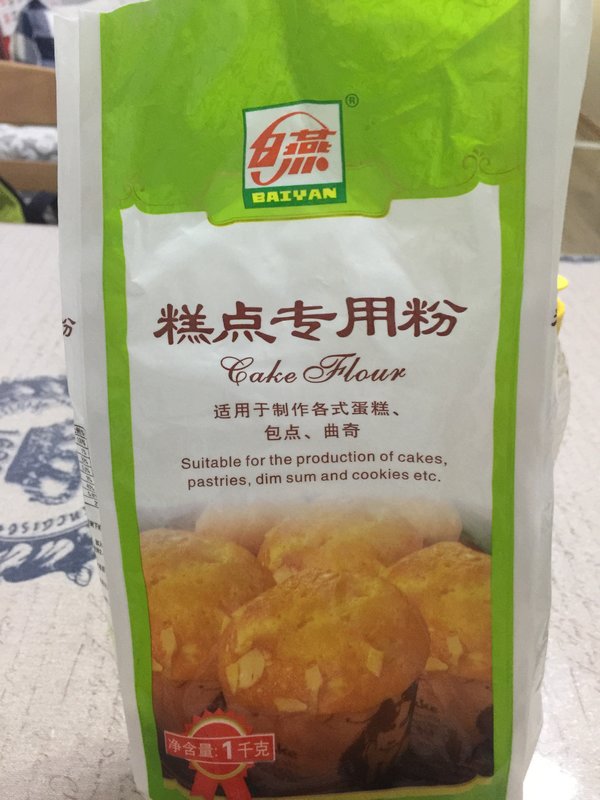 白燕
®
BAIYAN
糕点专用粉
Cake Flour
适用于制作各式蛋糕、
包点、曲奇
Suitable for the production of cakes,
pastries, dim sum and cookies etc.
净含量:1千克
粉